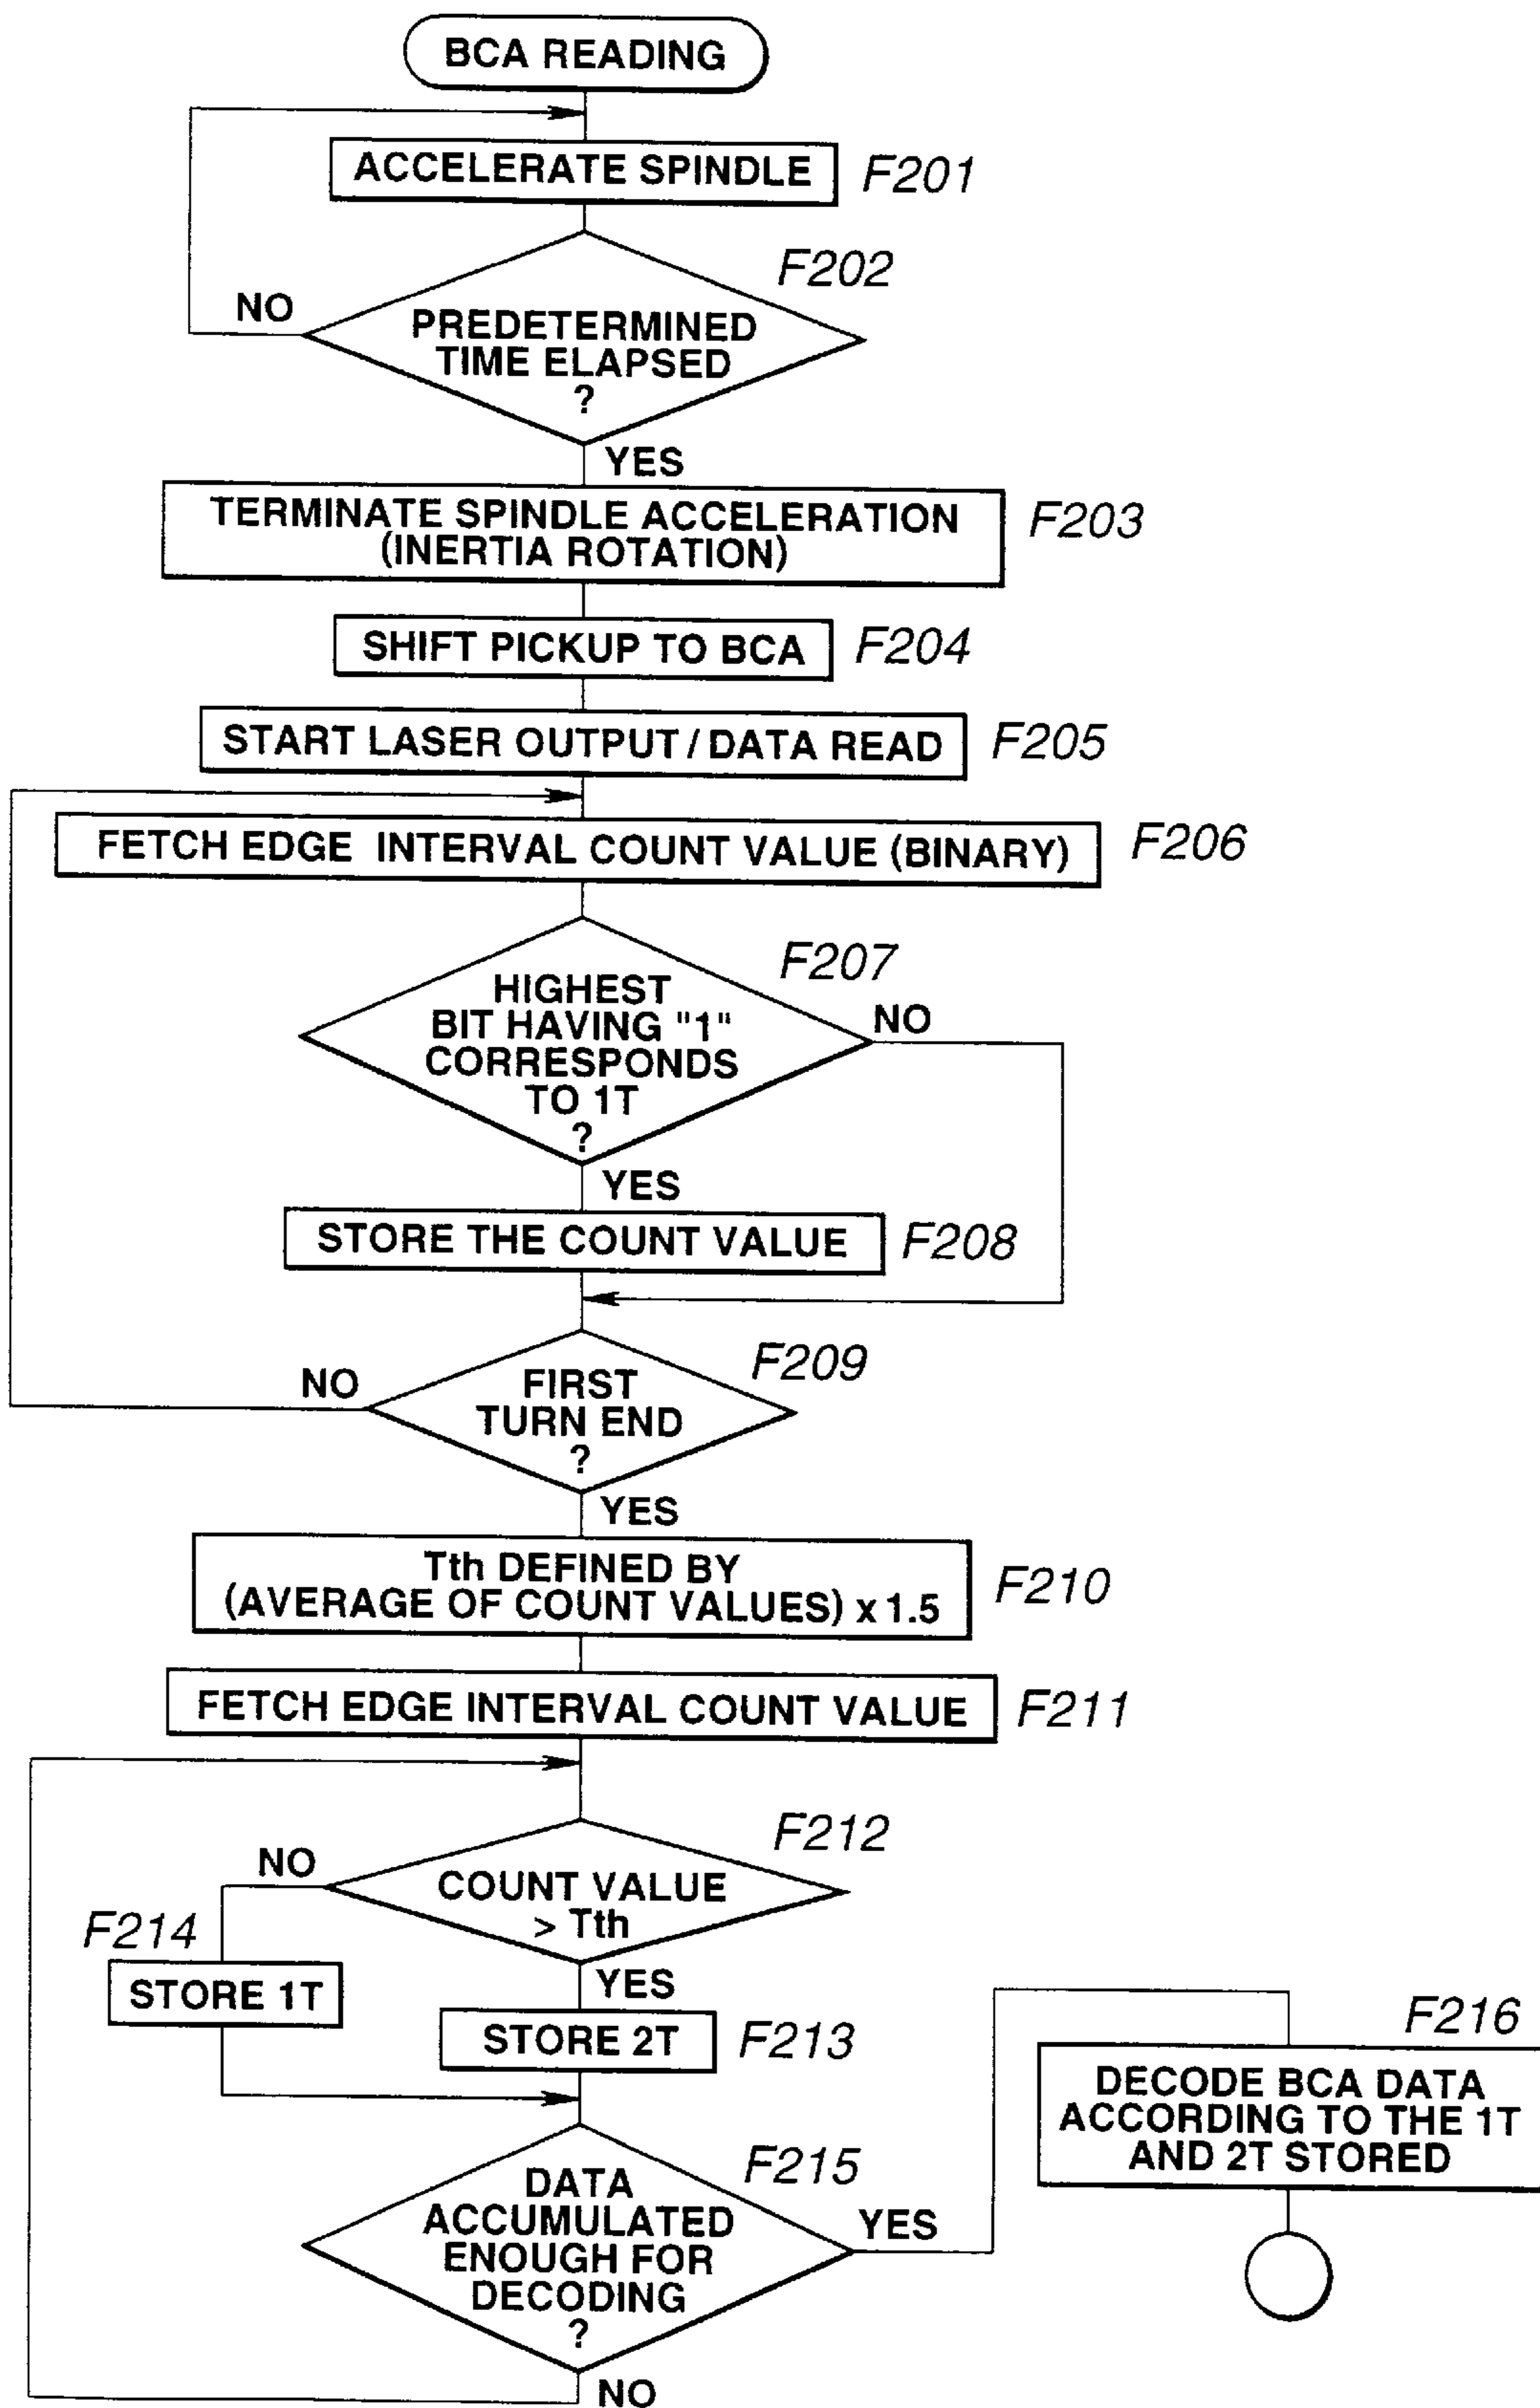 BCA READING
ACCELERATE SPINDLE
F201
F202
NO
PREDETERMINED
TIME ELAPSED
?
YES
TERMINATE SPINDLE ACCELERATION
(INERTIA ROTATION)
F203
SHIFT PICKUP TO BCA
F204
START LASER OUTPUT / DATA READ
F205
FETCH EDGE INTERVAL COUNT VALUE (BINARY)
F206
F207
HIGHEST
BIT HAVING "1"
CORRESPONDS
TO 1T
?
NO
YES
STORE THE COUNT VALUE
F208
F209
NO
FIRST
TURN END
?
YES
Tth DEFINED BY
(AVERAGE OF COUNT VALUES) x 1.5
F210
FETCH EDGE INTERVAL COUNT VALUE
F211
F212
NO
COUNT VALUE
> Tth
F214
STORE 1T
YES
STORE 2T
F213
F216
DECODE BCA DATA
ACCORDING TO THE 1T
AND 2T STORED
F215
DATA
ACCUMULATED
ENOUGH FOR
DECODING
?
YES
NO